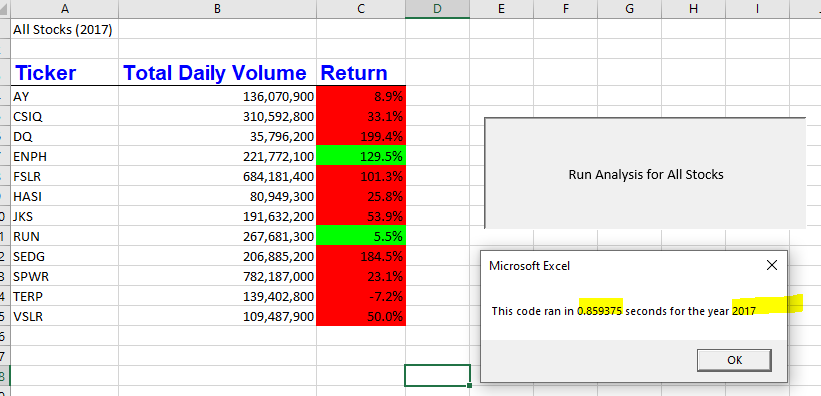 A B C D E F G H I
All Stocks (2017)
Ticker Total Daily Volume Return
AY 136,070,900 8.9%
CSIQ 310,592,800 33.1%
DQ 35,796,200 199.4%
ENPH 221,772,100 129.5%
FSLR 684,181,400 101.3%
HASI 80,949,300 25.8%
JKS 191,632,200 53.9%
RUN 267,681,300 5.5%
SEDG 206,885,200 184.5%
SPWR 782,187,000 23.1%
TERP 139,402,800 -7.2%
VSLR 109,487,900 50.0%
Run Analysis for All Stocks
Microsoft Excel
This code ran in 0.859375 seconds for the year 2017
OK